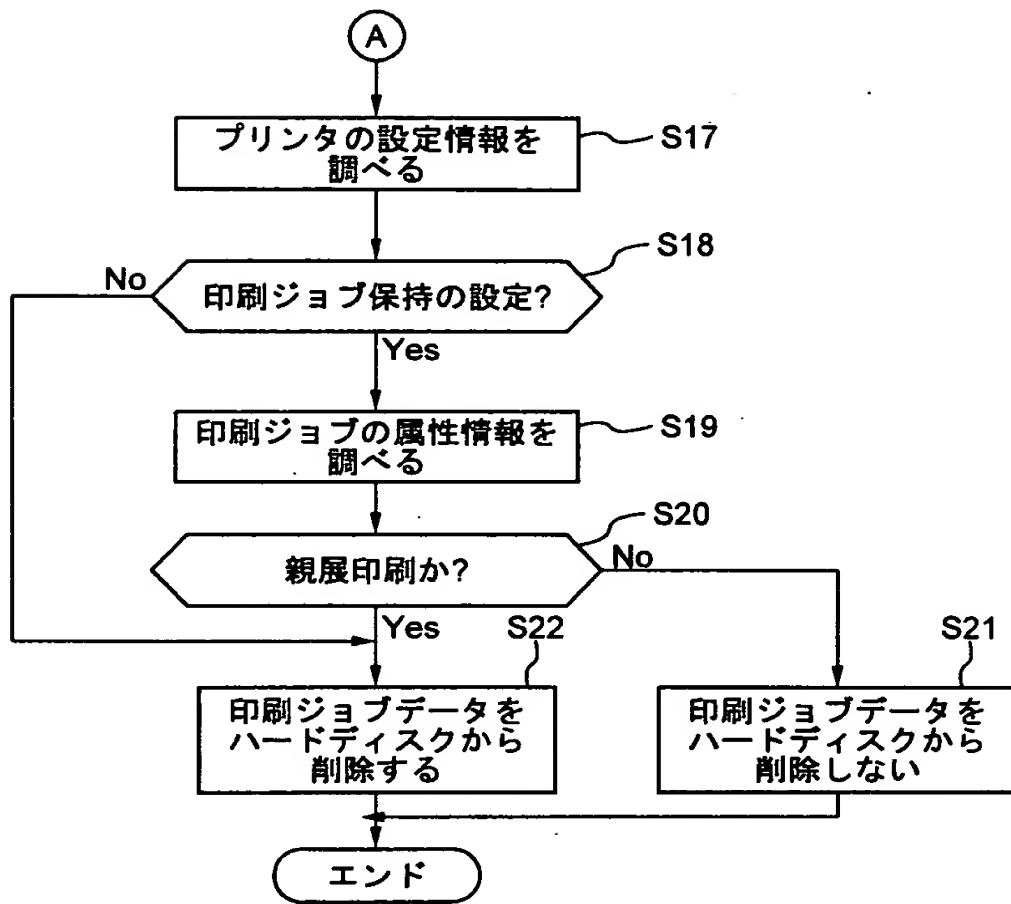 A
プリンタの設定情報を
調べる
S17
S18
No
印刷ジョブ保持の設定?
Yes
印刷ジョブの属性情報を
調べる
S19
S20
親展印刷か?
No
Yes
S22
S21
印刷ジョブデータを
ハードディスクから
削除する
印刷ジョブデータを
ハードディスクから
削除しない
エンド